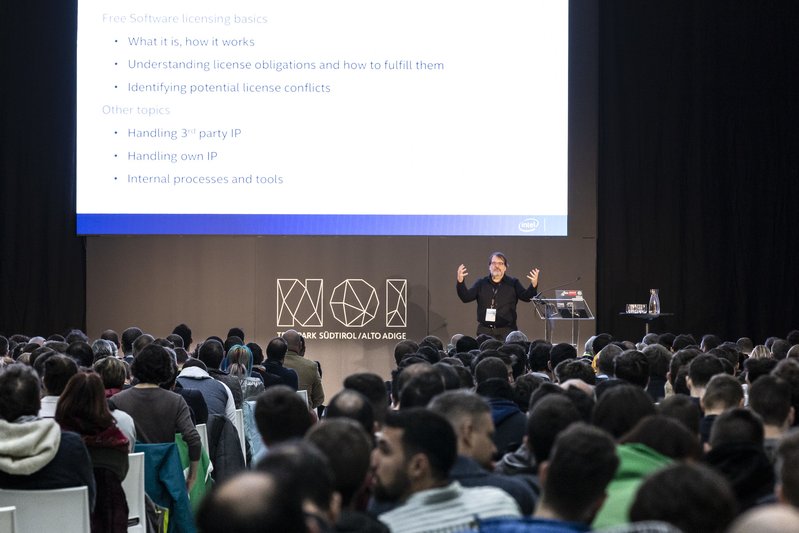 Free Software licensing basics
• What it is, how it works
• Understanding license obligations and how to fulfill them
• Identifying potential license conflicts
Other topics
• Handling 3rd party IP
• Handling own IP
• Internal processes and tools
intel
NOI
TECHPARK SÜDTIROL/ALTO ADIGE